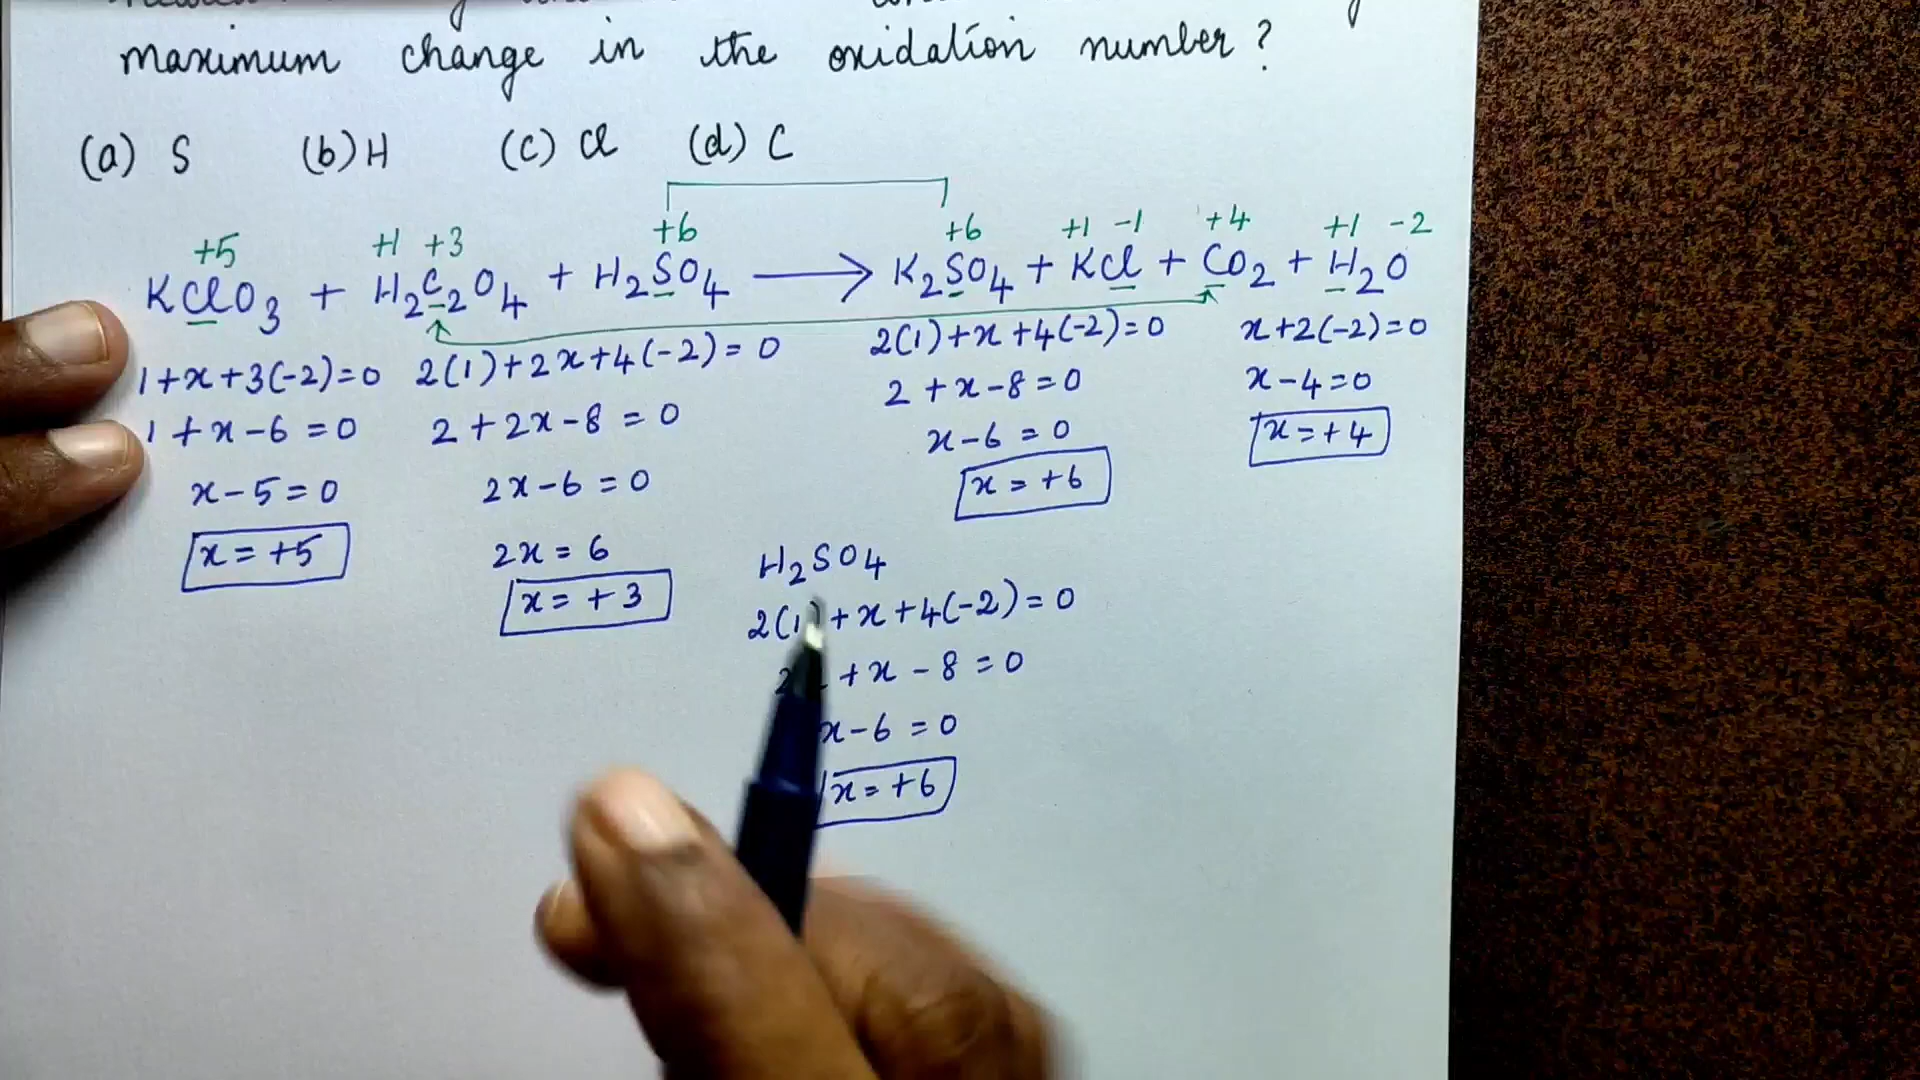 maximum change in the oxidation number ?
(a) S (b) H (c) Cl (d) C
+5 +1 +3 +6 +6 +1 -1 +4 +1 -2
KClO3 + H2C2O4 + H2SO4 ⟶ K2SO4 + KCl + CO2 + H2O
1+x+3(-2)=0 2(1)+2x+4(-2)=0 2(1)+x+4(-2)=0 x+2(-2)=0
1+x-6=0 2+2x-8=0 2+x-8=0 x-4=0
x-5=0 2x-6=0 x-6=0 x=+4
x=+5 2x=6 x=+6
x=+3
H2SO4
2(1)+x+4(-2)=0
+x-8=0
x-6=0
x=+6